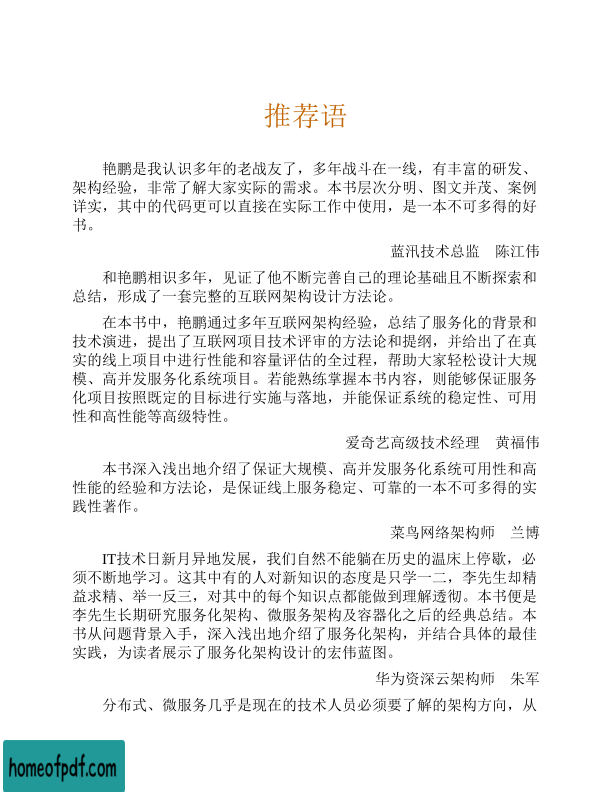 推荐语
艳鹏是我认识多年的老战友了，多年战斗在一线，有丰富的研发、
架构经验，非常了解大家实际的需求。本书层次分明、图文并茂、案例
详实，其中的代码更可以直接在实际工作中使用，是一本不可多得的好
书。
蓝汛技术总监　陈江伟
和艳鹏相识多年，见证了他不断完善自己的理论基础且不断探索和
总结，形成了一套完整的互联网架构设计方法论。
在本书中，艳鹏通过多年互联网架构经验，总结了服务化的背景和
技术演进，提出了互联网项目技术评审的方法论和提纲，并给出了在真
实的线上项目中进行性能和容量评估的全过程，帮助大家轻松设计大规
模、高并发服务化系统项目。若能熟练掌握本书内容，则能够保证服务
化项目按照既定的目标进行实施与落地，并能保证系统的稳定性、可用
性和高性能等高级特性。
爱奇艺高级技术经理　黄福伟
本书深入浅出地介绍了保证大规模、高并发服务化系统可用性和高
性能的经验和方法论，是保证线上服务稳定、可靠的一本不可多得的实
践性著作。
菜鸟网络架构师　兰博
IT技术日新月异地发展，我们自然不能躺在历史的温床上停歇，必
须不断地学习。这其中有的人对新知识的态度是只学一二，李先生却精
益求精、举一反三，对其中的每个知识点都能做到理解透彻。本书便是
李先生长期研究服务化架构、微服务架构及容器化之后的经典总结。本
书从问题背景入手，深入浅出地介绍了服务化架构，并结合具体的最佳
实践，为读者展示了服务化架构设计的宏伟蓝图。
华为资深云架构师　朱军
分布式、微服务几乎是现在的技术人员必须要了解的架构方向，从
homeofpdf.com